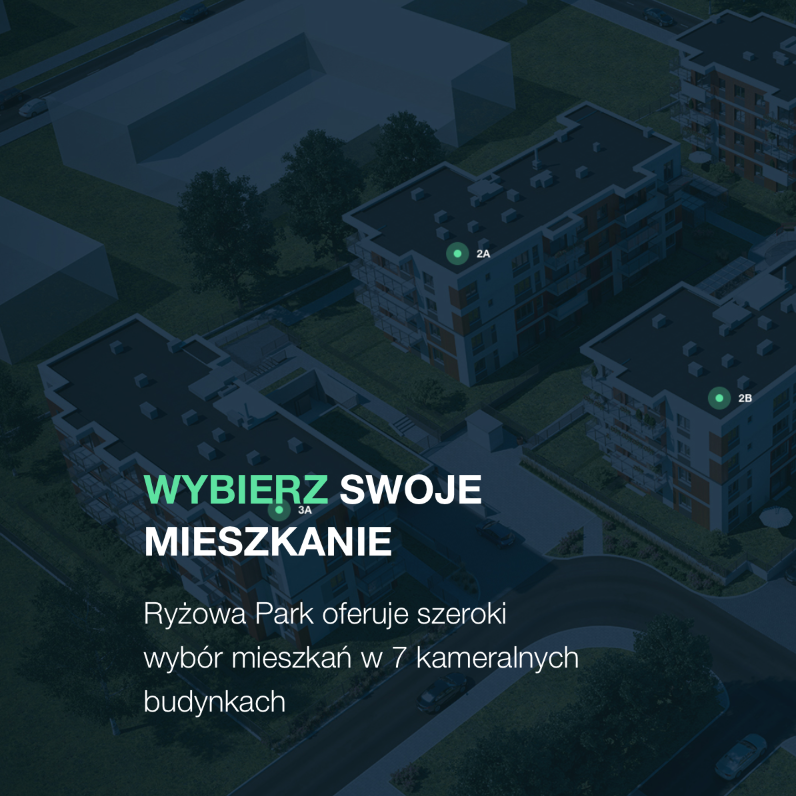 2A
2B
WYBIERZ SWOJE
3A
MIESZKANIE
Ryżowa Park oferuje szeroki
wybór mieszkań w 7 kameralnych
budynkach